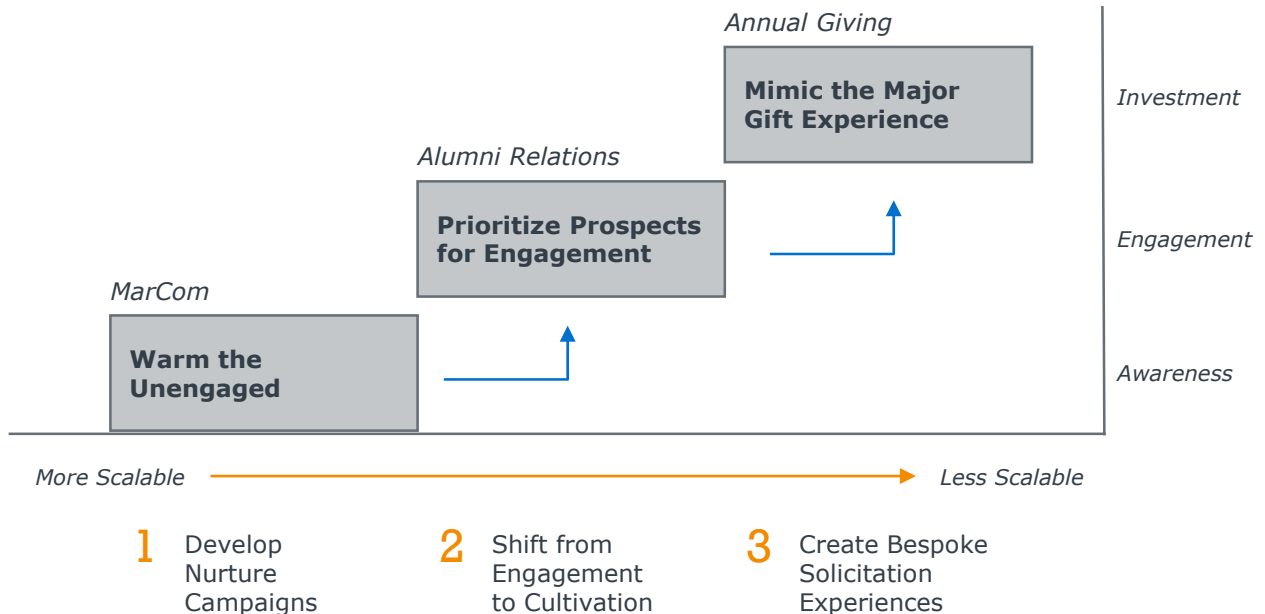 Annual Giving
Mimic the Major
Gift Experience
Investment
Alumni Relations
Prioritize Prospects
for Engagement
Engagement
MarCom
Warm the
Unengaged
Awareness
More Scalable
Less Scalable
1 Develop
Nurture
Campaigns
2 Shift from
Engagement
to Cultivation
3 Create Bespoke
Solicitation
Experiences